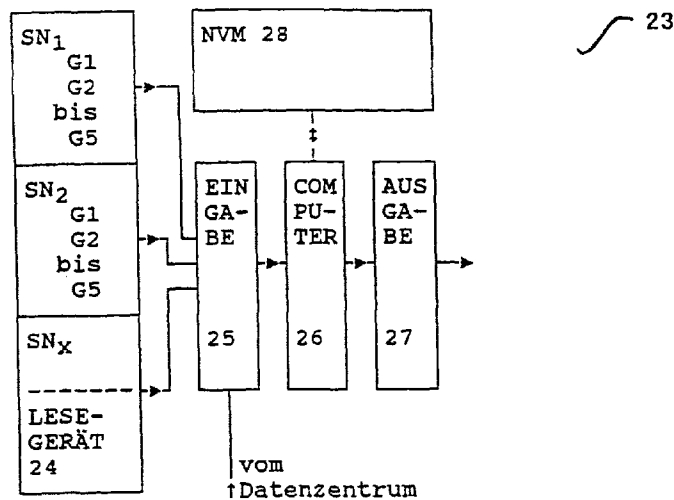 23
SN1
G1
G2
bis
G5
NVM 28
SN2
G1
G2
bis
G5
EIN
GA-
BE
25
COM
PU-
TER
26
AUS
GA-
BE
27
SNX
LESE-
GERÄT
24
vom
↑Datenzentrum